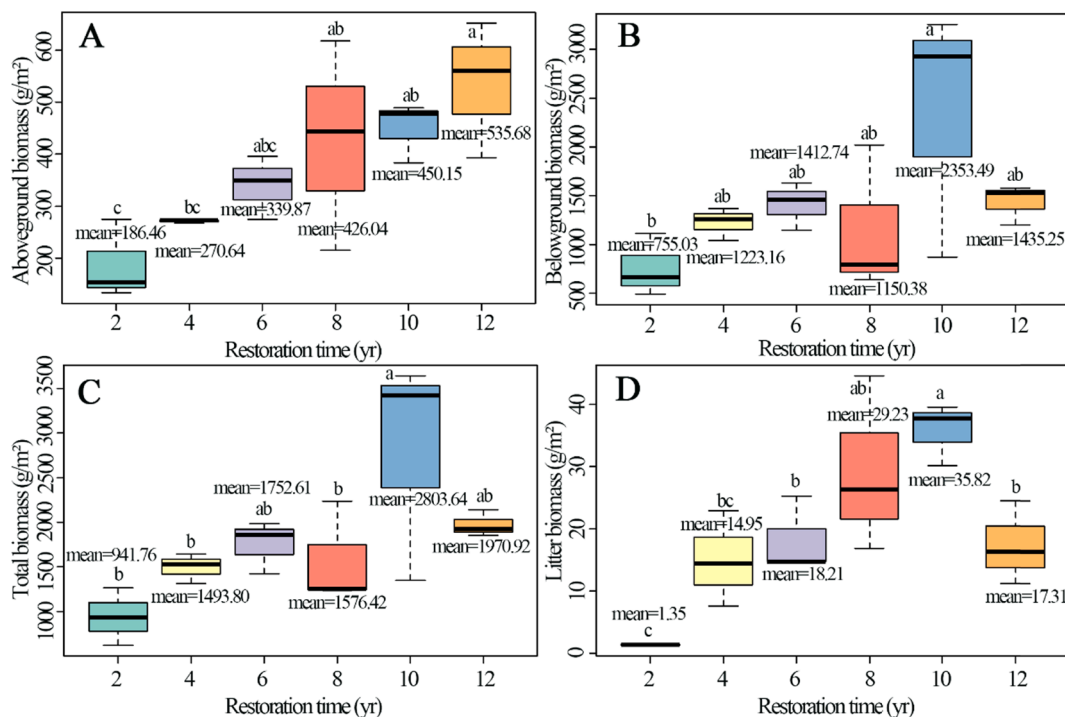 A
Aboveground biomass (g/m²)
600
500
400
300
200
c
mean=186.46
bc
mean=270.64
abc
mean=339.87
ab
mean=426.04
ab
mean=450.15
a
mean=535.68
2 4 6 8 10 12
Restoration time (yr)
B
Belowground biomass (g/m²)
3000
2500
2000
1500
1000
500
b
mean=755.03
ab
mean=1223.16
mean=1412.74
ab
ab
mean=1150.38
a
mean=2353.49
ab
mean=1435.25
2 4 6 8 10 12
Restoration time (yr)
C
Total biomass (g/m²)
3500
3000
2500
2000
1500
1000
mean=941.76
b
b
mean=1493.80
mean=1752.61
ab
b
mean=1576.42
a
mean=2803.64
ab
mean=1970.92
2 4 6 8 10 12
Restoration time (yr)
D
Litter biomass (g/m²)
40
30
20
10
0
mean=1.35
c
bc
mean=14.95
b
mean=18.21
ab
mean=29.23
a
mean=35.82
b
mean=17.31
2 4 6 8 10 12
Restoration time (yr)